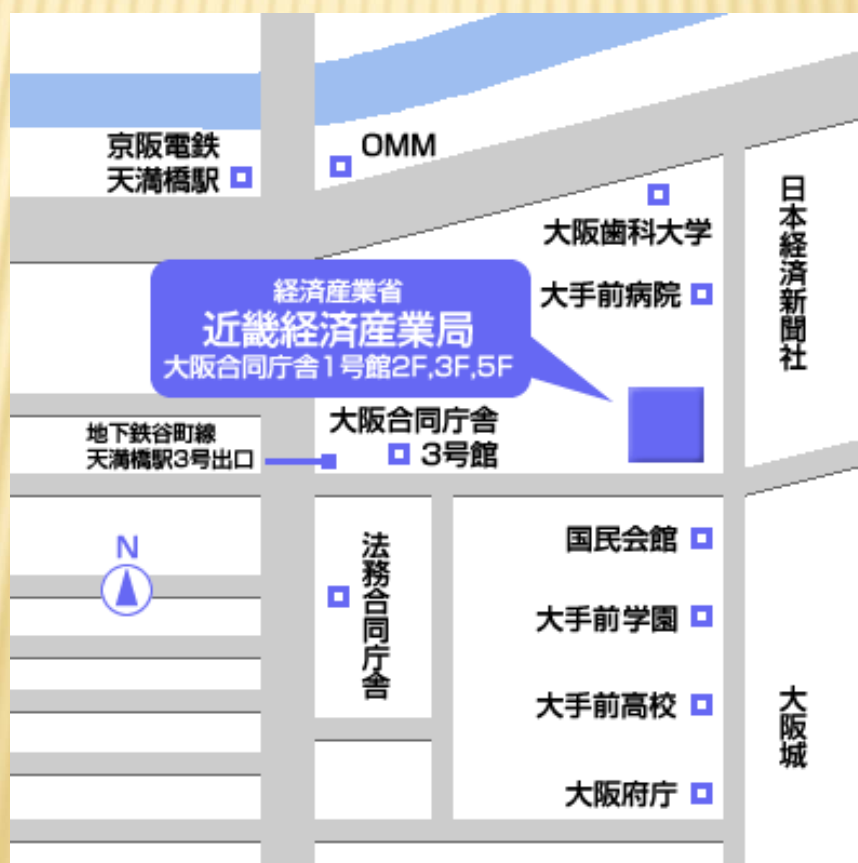 京阪電鉄
天満橋駅
OMM
大阪歯科大学
日本経済新聞社
大手前病院
経済産業省
近畿経済産業局
大阪合同庁舎1号館2F,3F,5F
大阪合同庁舎
3号館
地下鉄谷町線
天満橋駅3号出口
N
法務合同庁舎
国民会館
大手前学園
大手前高校
大阪城
大阪府庁